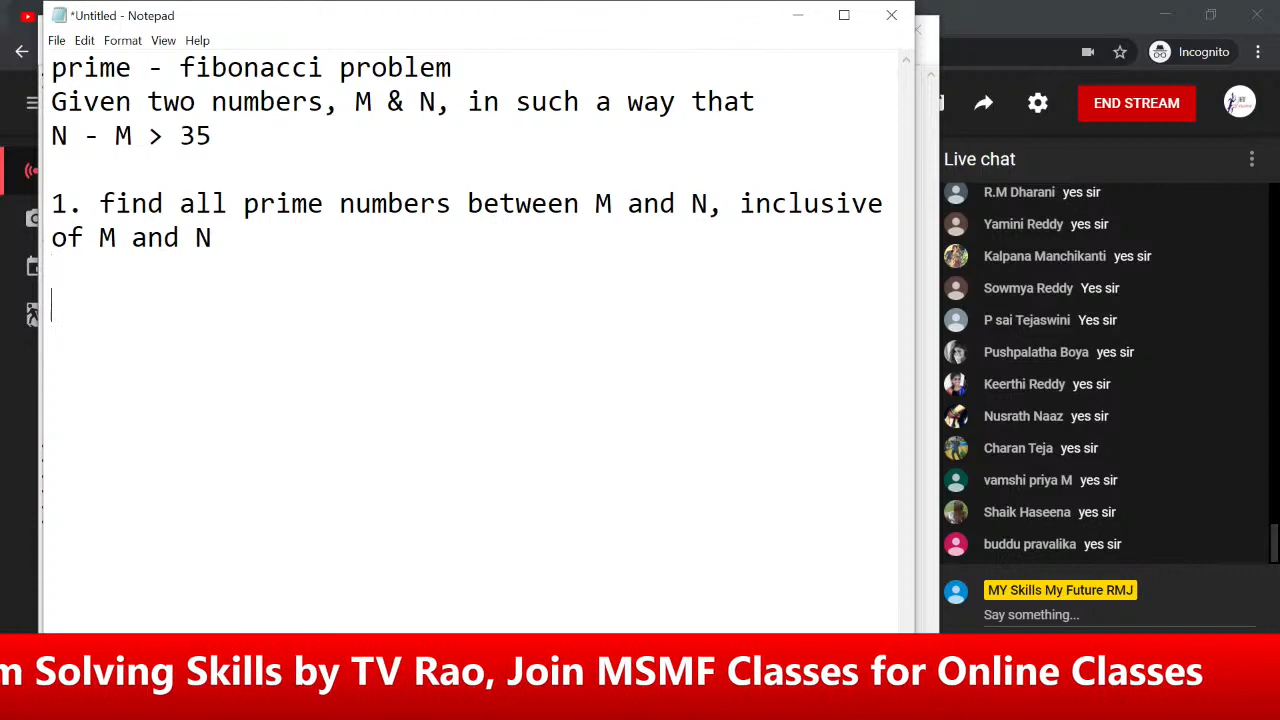 *Untitled - Notepad
File Edit Format View Help
prime - fibonacci problem
Given two numbers, M & N, in such a way that
N - M > 35
1. find all prime numbers between M and N, inclusive
of M and N
Incognito
END STREAM
Live chat
R.M Dharani yes sir
Yamini Reddy yes sir
Kalpana Manchikanti yes sir
Sowmya Reddy Yes sir
P sai Tejaswini Yes sir
Pushpalatha Boya yes sir
Keerthi Reddy yes sir
Nusrath Naaz yes sir
Charan Teja yes sir
vamshi priya M yes sir
Shaik Haseena yes sir
buddu pravalika yes sir
MY Skills My Future RMJ
Say something...
m Solving Skills by TV Rao, Join MSMF Classes for Online Classes